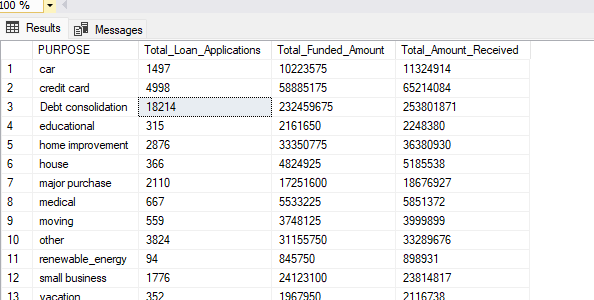 100 %
Results Messages
PURPOSE Total_Loan_Applications Total_Funded_Amount Total_Amount_Received
1 car 1497 10223575 11324914
2 credit card 4998 58885175 65214084
3 Debt consolidation 18214 232459675 253801871
4 educational 315 2161650 2248380
5 home improvement 2876 33350775 36380930
6 house 366 4824925 5185538
7 major purchase 2110 17251600 18676927
8 medical 667 5533225 5851372
9 moving 559 3748125 3999899
10 other 3824 31155750 33289676
11 renewable_energy 94 845750 898931
12 small business 1776 24123100 23814817
13 vacation 352 1967950 2116738